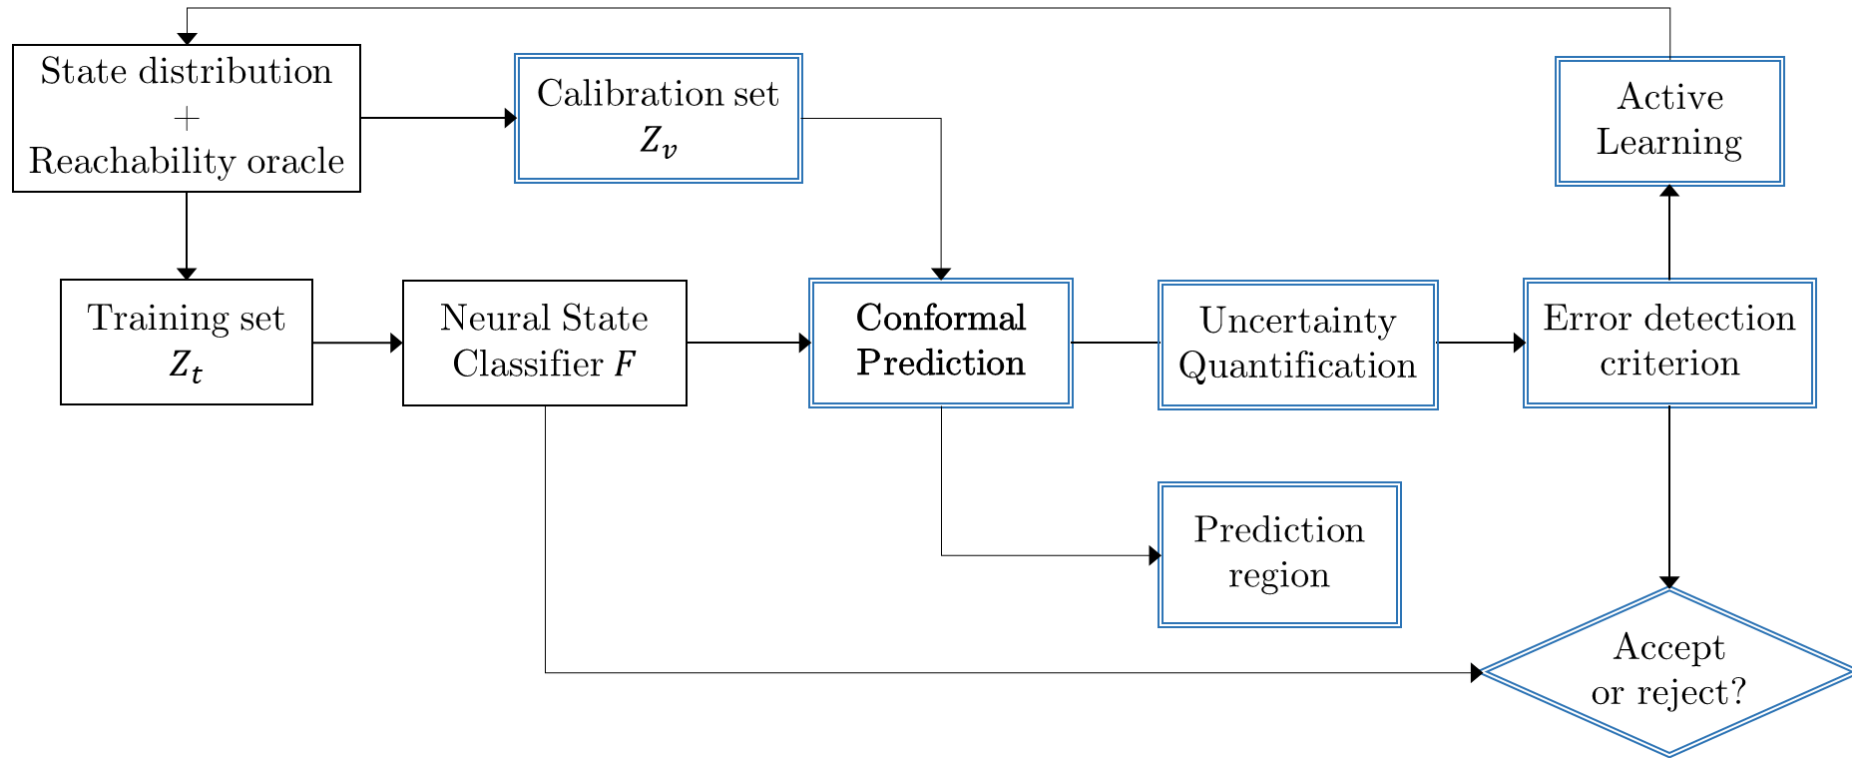 State distribution
+
Reachability oracle
Calibration set
Z_v
Active
Learning
Training set
Z_t
Neural State
Classifier F
Conformal
Prediction
Uncertainty
Quantification
Error detection
criterion
Prediction
region
Accept
or reject?